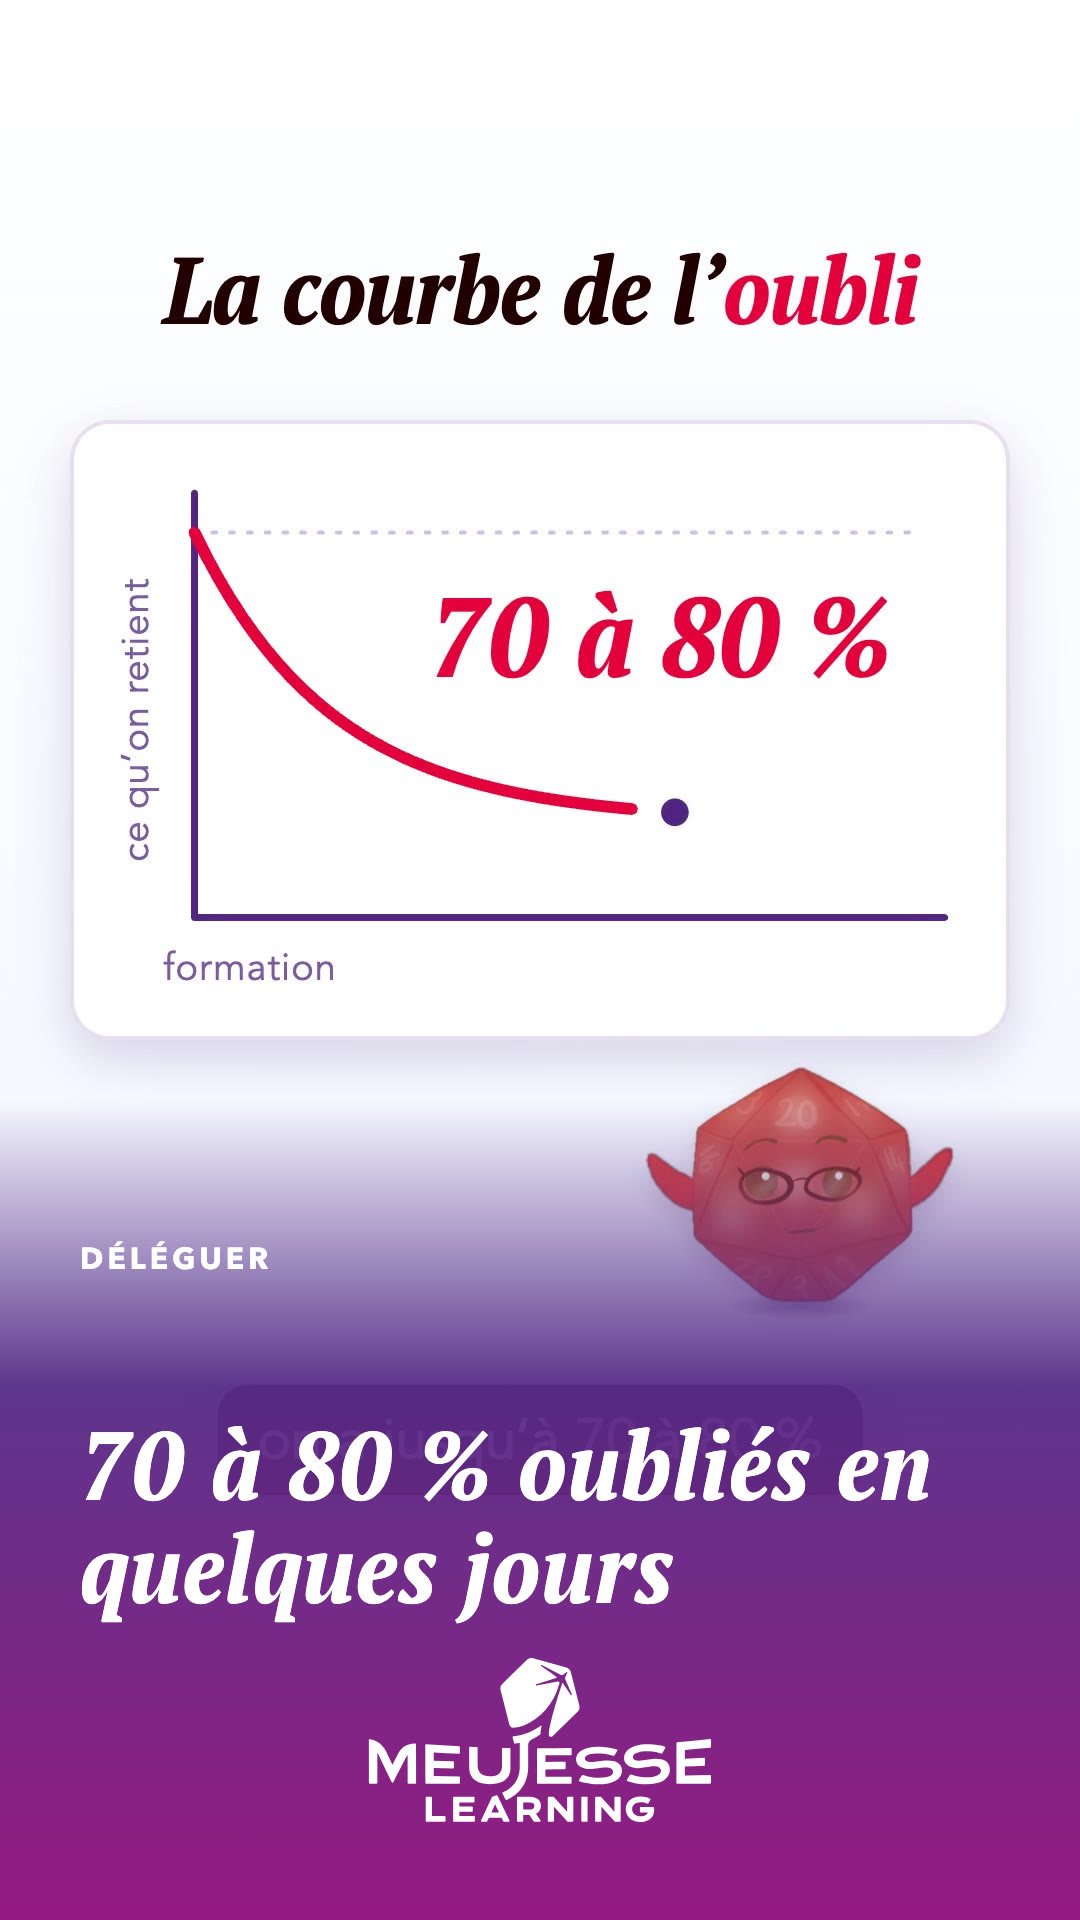 La courbe de l’oubli
70 à 80 %
ce qu’on retient
formation
20
DÉLÉGUER
70 à 80 % oubliés en
quelques jours
MEUJESSE
LEARNING